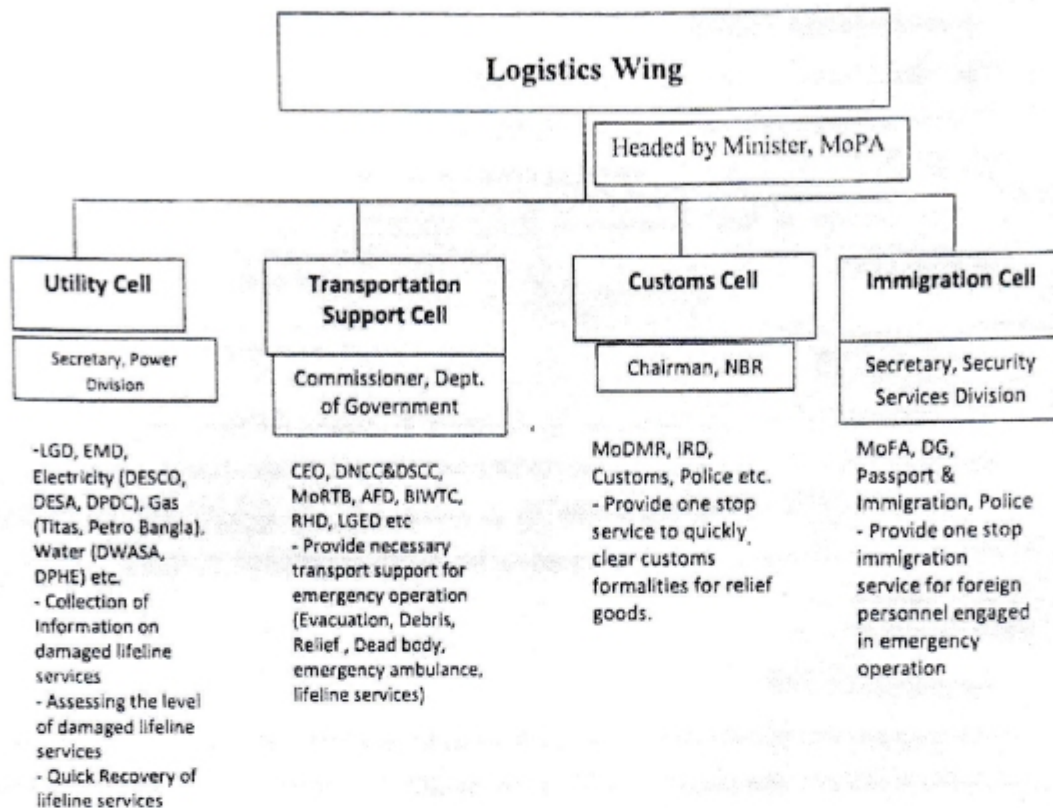 Logistics Wing
Headed by Minister, MoPA
Utility Cell
Secretary, Power
Division
-LGD, EMD,
Electricity (DESCO,
DESA, DPDC), Gas
(Titas, Petro Bangla),
Water (DWASA,
DPHE) etc.
- Collection of
Information on
damaged lifeline
services
- Assessing the level
of damaged lifeline
services
- Quick Recovery of
lifeline services
Transportation
Support Cell
Commissioner, Dept.
of Government
CEO, DNCC&DSCC,
MoRTB, AFD, BIWTC,
RHD, LGED etc
- Provide necessary
transport support for
emergency operation
(Evacuation, Debris,
Relief , Dead body,
emergency ambulance,
lifeline services)
Customs Cell
Chairman, NBR
MoDMR, IRD,
Customs, Police etc.
- Provide one stop
service to quickly
clear customs
formalities for relief
goods.
Immigration Cell
Secretary, Security
Services Division
MoFA, DG,
Passport &
Immigration, Police
- Provide one stop
immigration
service for foreign
personnel engaged
in emergency
operation